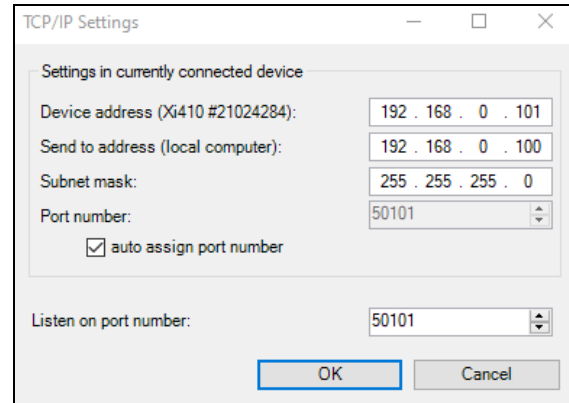 TCP/IP Settings
Settings in currently connected device
Device address (Xi410 #21024284): 192 . 168 . 0 . 101
Send to address (local computer): 192 . 168 . 0 . 100
Subnet mask: 255 . 255 . 255 . 0
Port number: 50101
auto assign port number
Listen on port number: 50101
OK Cancel